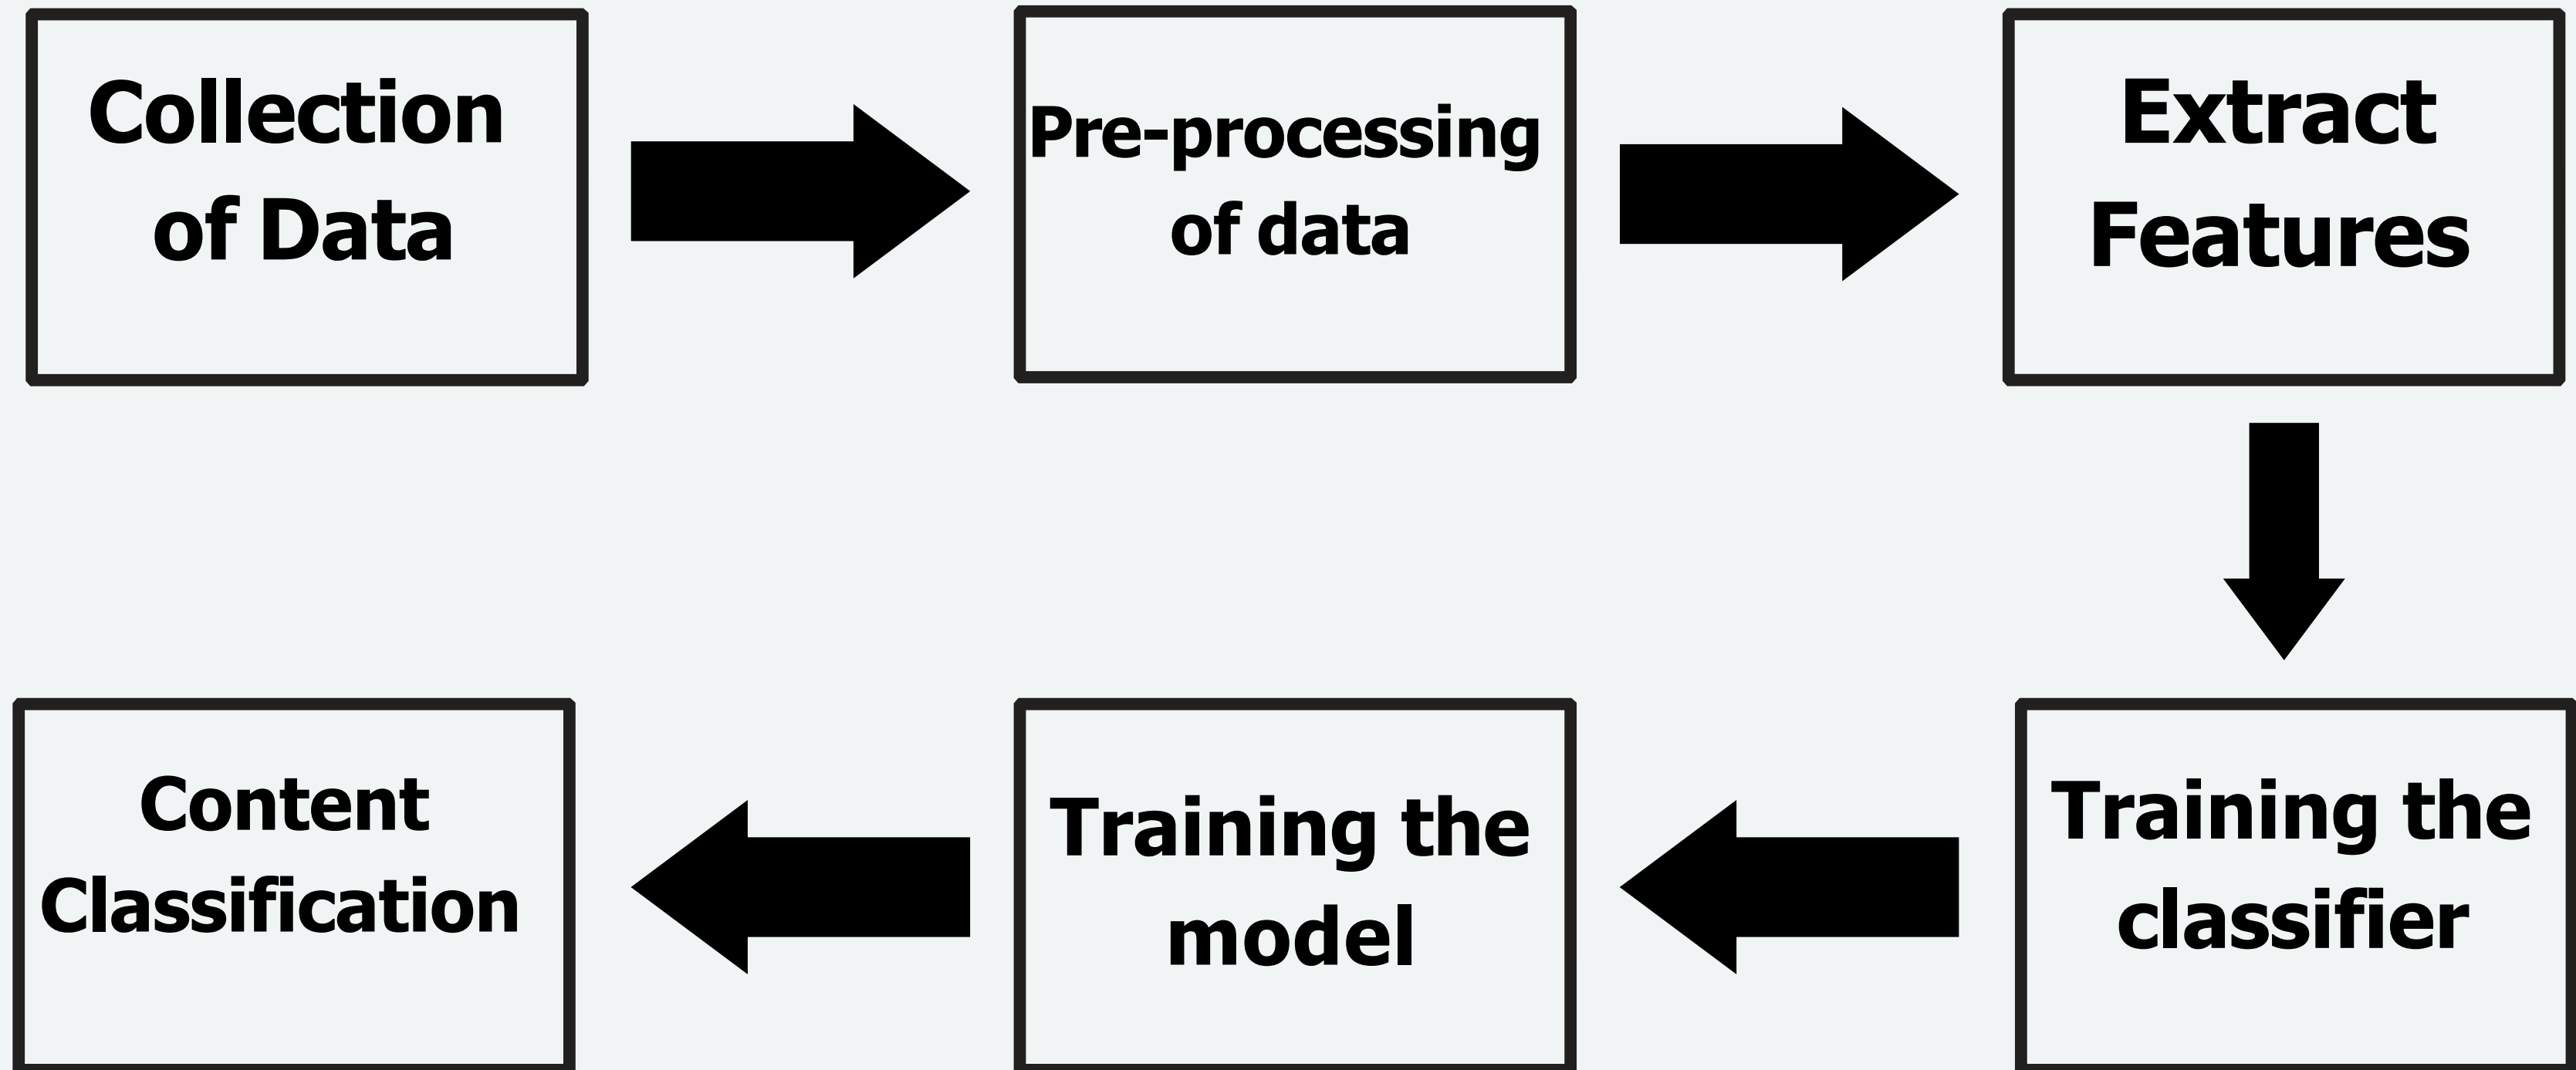 Collection
of Data
Pre-processing
of data
Extract
Features
Training the
classifier
Training the
model
Content
Classification